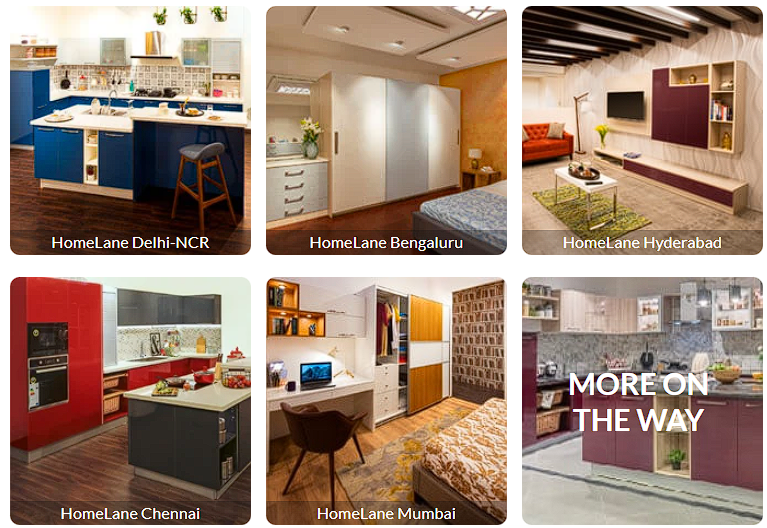 HomeLane Delhi-NCR
HomeLane Bengaluru
HomeLane Hyderabad
HomeLane Chennai
HomeLane Mumbai
MORE ON
THE WAY